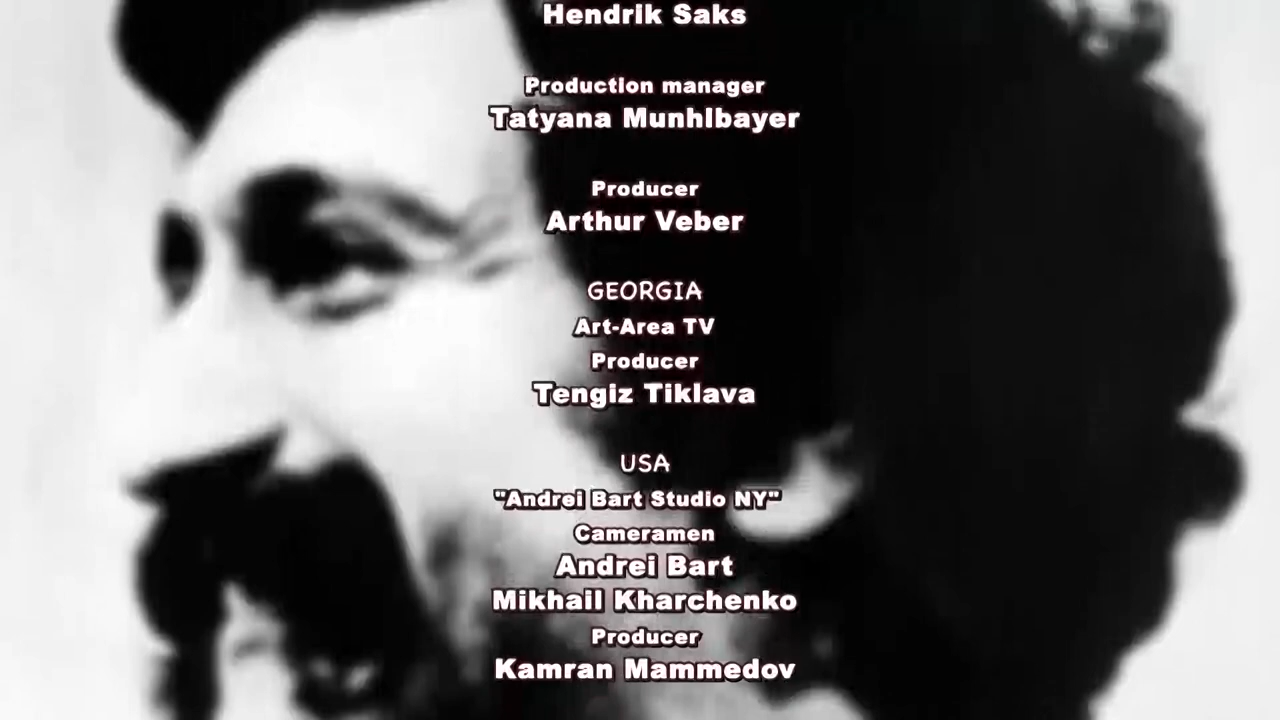 Hendrik Saks
Production manager
Tatyana Munhlbayer
Producer
Arthur Veber
GEORGIA
Art-Area TV
Producer
Tengiz Tiklava
USA
"Andrei Bart Studio NY"
Cameramen
Andrei Bart
Mikhail Kharchenko
Producer
Kamran Mammedov